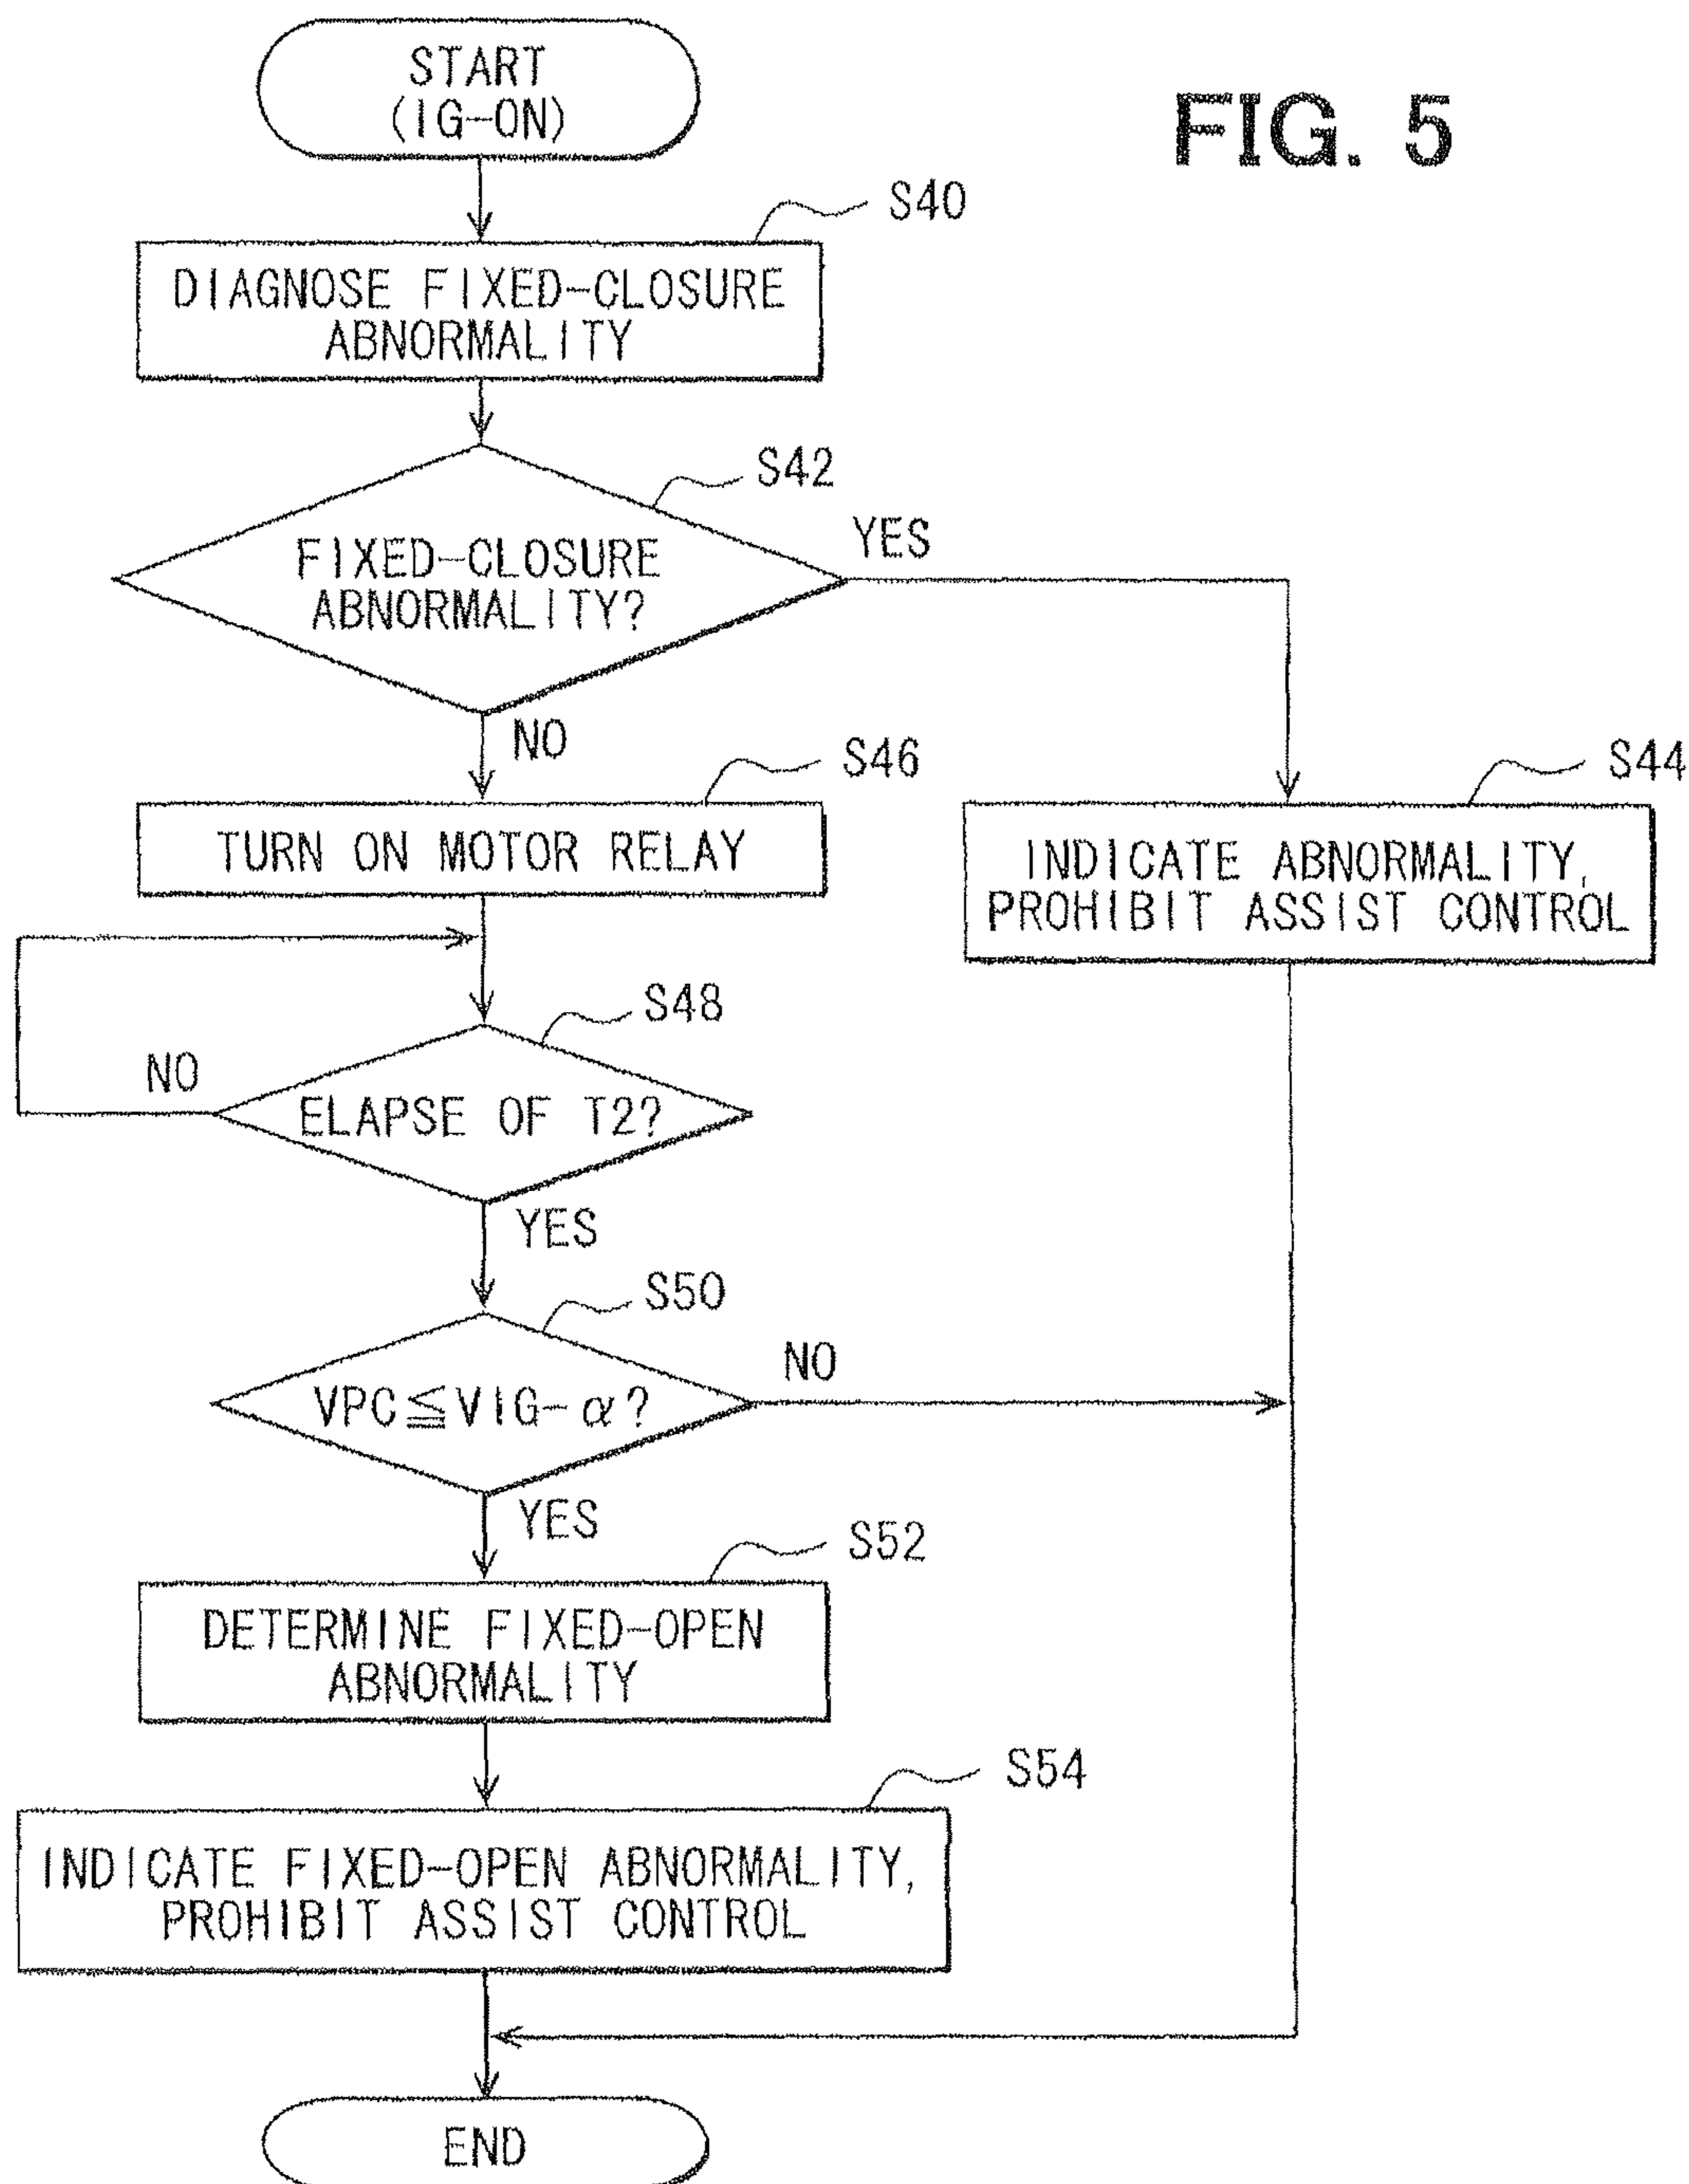 START
(IG-ON)
FIG. 5
S40
DIAGNOSE FIXED-CLOSURE
ABNORMALITY
S42
FIXED-CLOSURE
ABNORMALITY?
YES
NO
S46
TURN ON MOTOR RELAY
S44
INDICATE ABNORMALITY,
PROHIBIT ASSIST CONTROL
S48
NO
ELAPSE OF T2?
YES
S50
VPC≦VIG-α?
NO
YES
S52
DETERMINE FIXED-OPEN
ABNORMALITY
S54
INDICATE FIXED-OPEN ABNORMALITY,
PROHIBIT ASSIST CONTROL
END